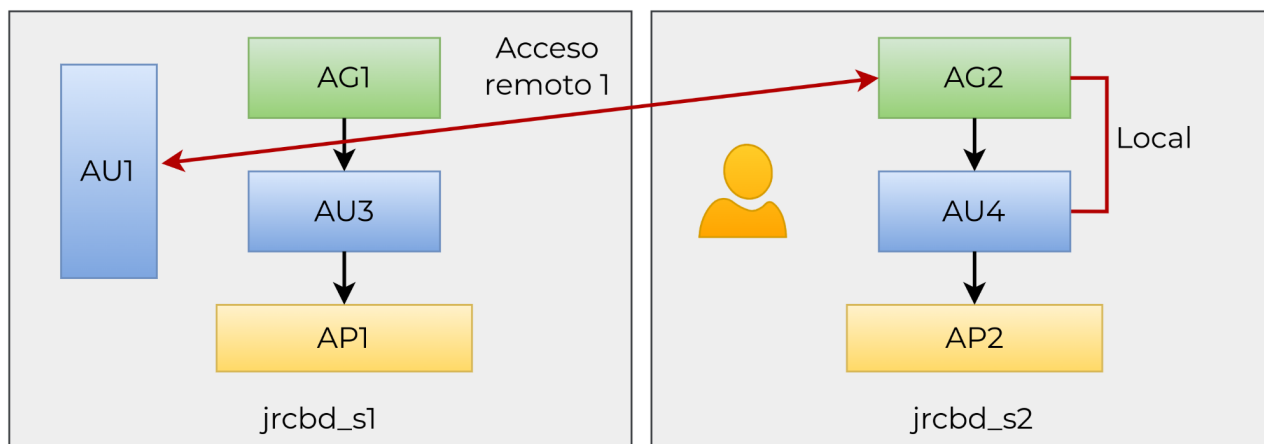 AG1
Acceso
remoto 1
AG2
AU1
Local
AU3
AU4
AP1
AP2
jrcbd_s1
jrcbd_s2